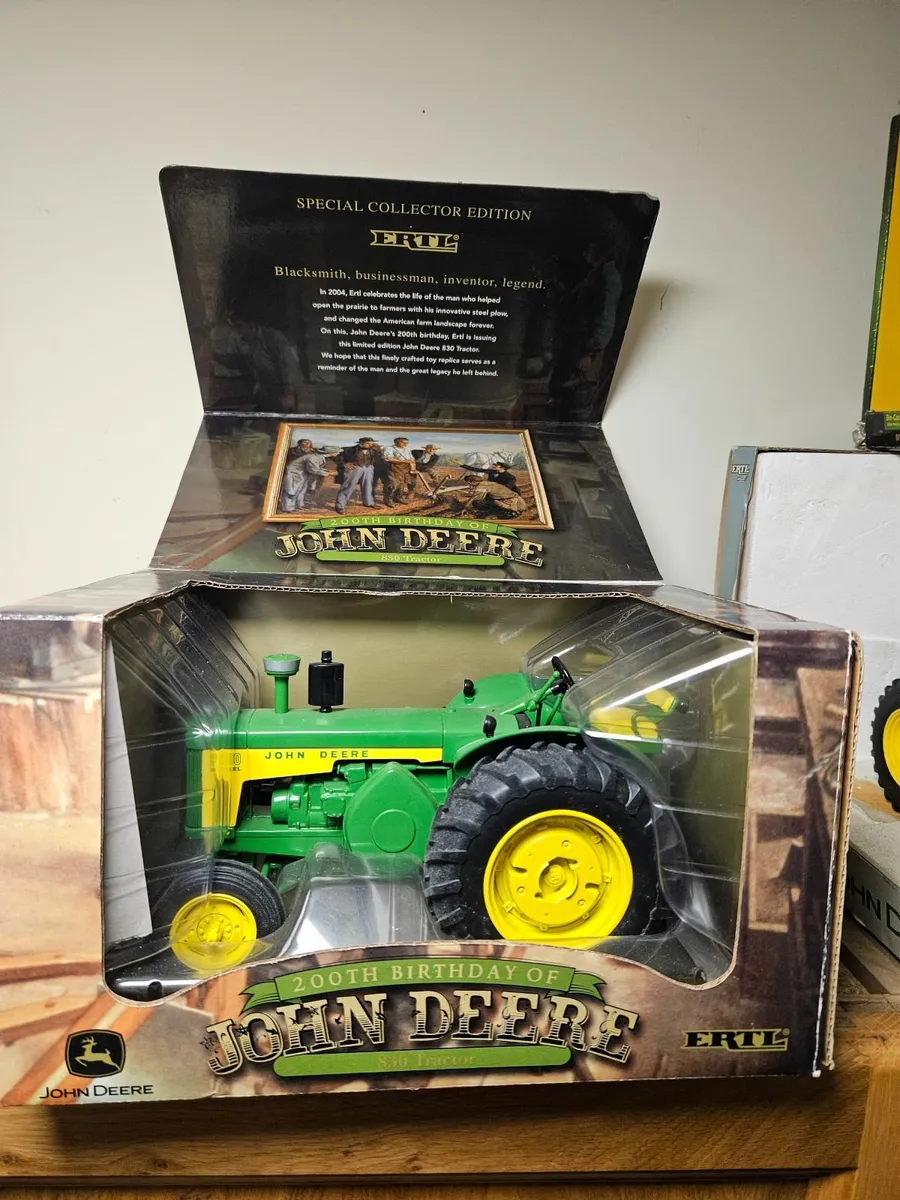 SPECIAL COLLECTOR EDITION
ERTL®
Blacksmith, businessman, inventor, legend.
In 2004, Ertl celebrates the life of the man who helped
open the prairie to farmers with his innovative steel plow,
and changed the American farm landscape forever.
On this, John Deere's 200th birthday, Ertl is issuing
this limited edition John Deere 830 Tractor.
We hope that this finely crafted toy replica serves as a
reminder of the man and the great legacy he left behind.
200TH BIRTHDAY OF
JOHN DEERE
830 Tractor
ERTL
JOHN DEERE
200TH BIRTHDAY OF
JOHN DEERE
830 Tractor
JOHN DEERE
ERTL®